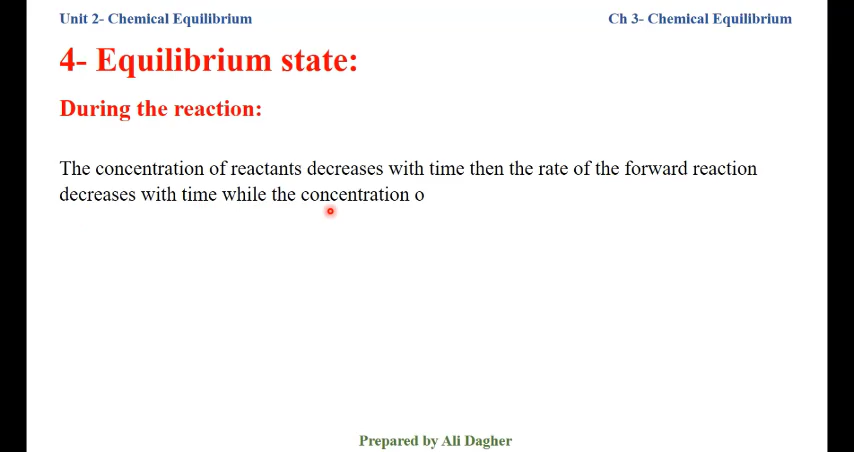 Unit 2- Chemical Equilibrium
Ch 3- Chemical Equilibrium
4- Equilibrium state:
During the reaction:
The concentration of reactants decreases with time then the rate of the forward reaction
decreases with time while the concentration o
Prepared by Ali Dagher